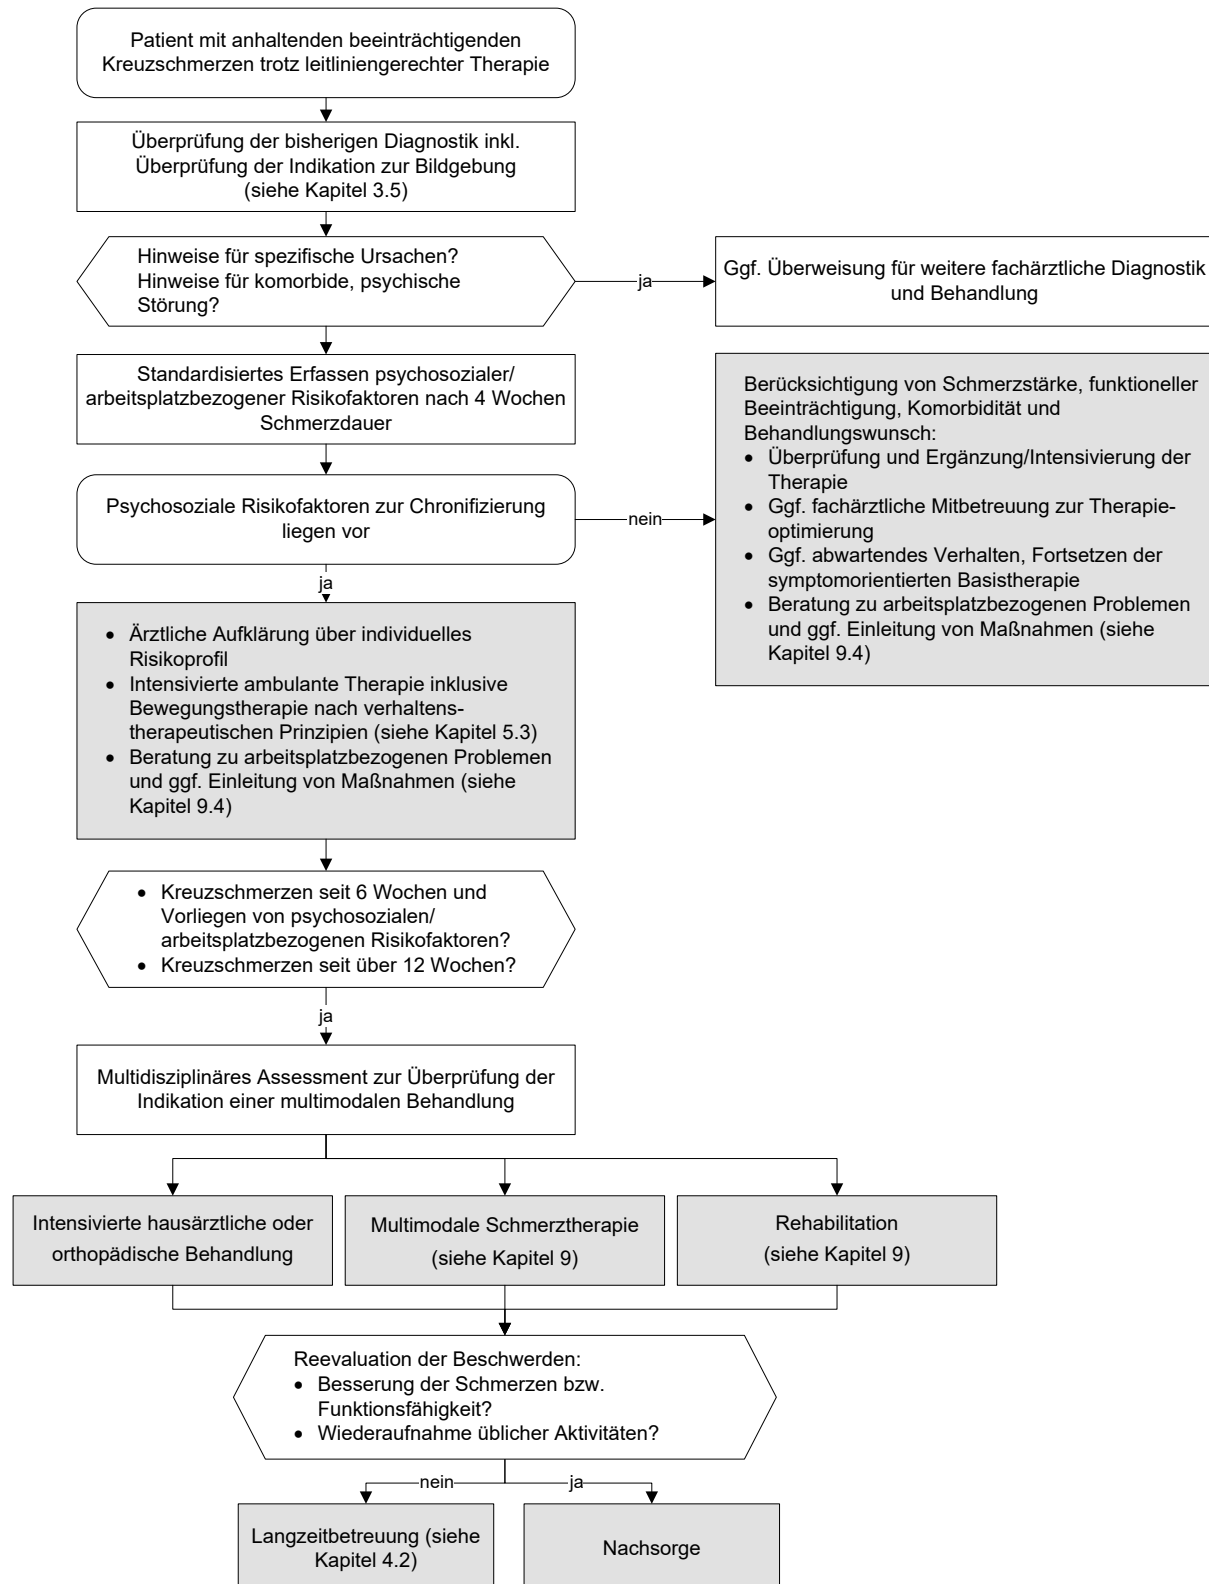 Patient mit anhaltenden beeinträchtigenden
Kreuzschmerzen trotz leitliniengerechter Therapie
Überprüfung der bisherigen Diagnostik inkl.
Überprüfung der Indikation zur Bildgebung
(siehe Kapitel 3.5)
Hinweise für spezifische Ursachen?
Hinweise für komorbide, psychische
Störung?
ja
Ggf. Überweisung für weitere fachärztliche Diagnostik
und Behandlung
Standardisiertes Erfassen psychosozialer/
arbeitsplatzbezogener Risikofaktoren nach 4 Wochen
Schmerzdauer
Psychosoziale Risikofaktoren zur Chronifizierung
liegen vor
nein
Berücksichtigung von Schmerzstärke, funktioneller
Beeinträchtigung, Komorbidität und
Behandlungswunsch:
• Überprüfung und Ergänzung/Intensivierung der
Therapie
• Ggf. fachärztliche Mitbetreuung zur Therapie-
optimierung
• Ggf. abwartendes Verhalten, Fortsetzen der
symptomorientierten Basistherapie
• Beratung zu arbeitsplatzbezogenen Problemen
und ggf. Einleitung von Maßnahmen (siehe
Kapitel 9.4)
ja
• Ärztliche Aufklärung über individuelles
Risikoprofil
• Intensivierte ambulante Therapie inklusive
Bewegungstherapie nach verhaltens-
therapeutischen Prinzipien (siehe Kapitel 5.3)
• Beratung zu arbeitsplatzbezogenen Problemen
und ggf. Einleitung von Maßnahmen (siehe
Kapitel 9.4)
• Kreuzschmerzen seit 6 Wochen und
Vorliegen von psychosozialen/
arbeitsplatzbezogenen Risikofaktoren?
• Kreuzschmerzen seit über 12 Wochen?
ja
Multidisziplinäres Assessment zur Überprüfung der
Indikation einer multimodalen Behandlung
Intensivierte hausärztliche oder
orthopädische Behandlung
Multimodale Schmerztherapie
(siehe Kapitel 9)
Rehabilitation
(siehe Kapitel 9)
Reevaluation der Beschwerden:
• Besserung der Schmerzen bzw.
Funktionsfähigkeit?
• Wiederaufnahme üblicher Aktivitäten?
nein
ja
Langzeitbetreuung (siehe
Kapitel 4.2)
Nachsorge